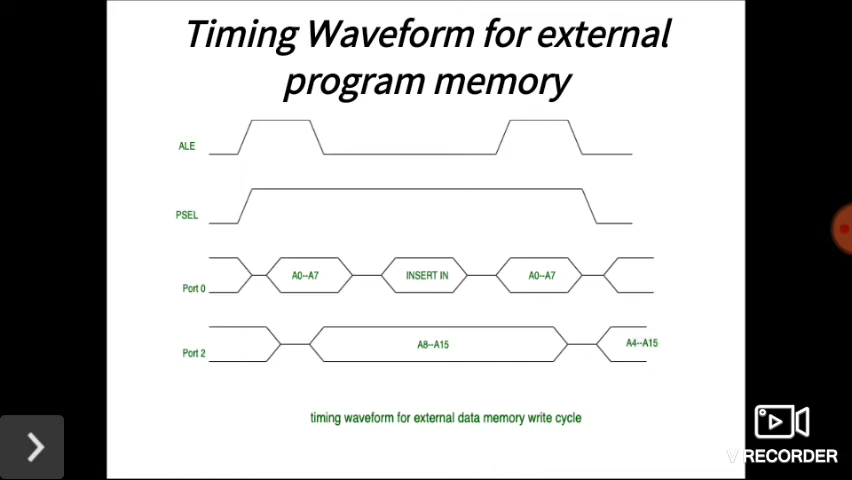 Timing Waveform for external
program memory
ALE
PSEL
Port 0
A0--A7
INSERT IN
A0--A7
Port 2
A8--A15
A4--A15
timing waveform for external data memory write cycle
V RECORDER